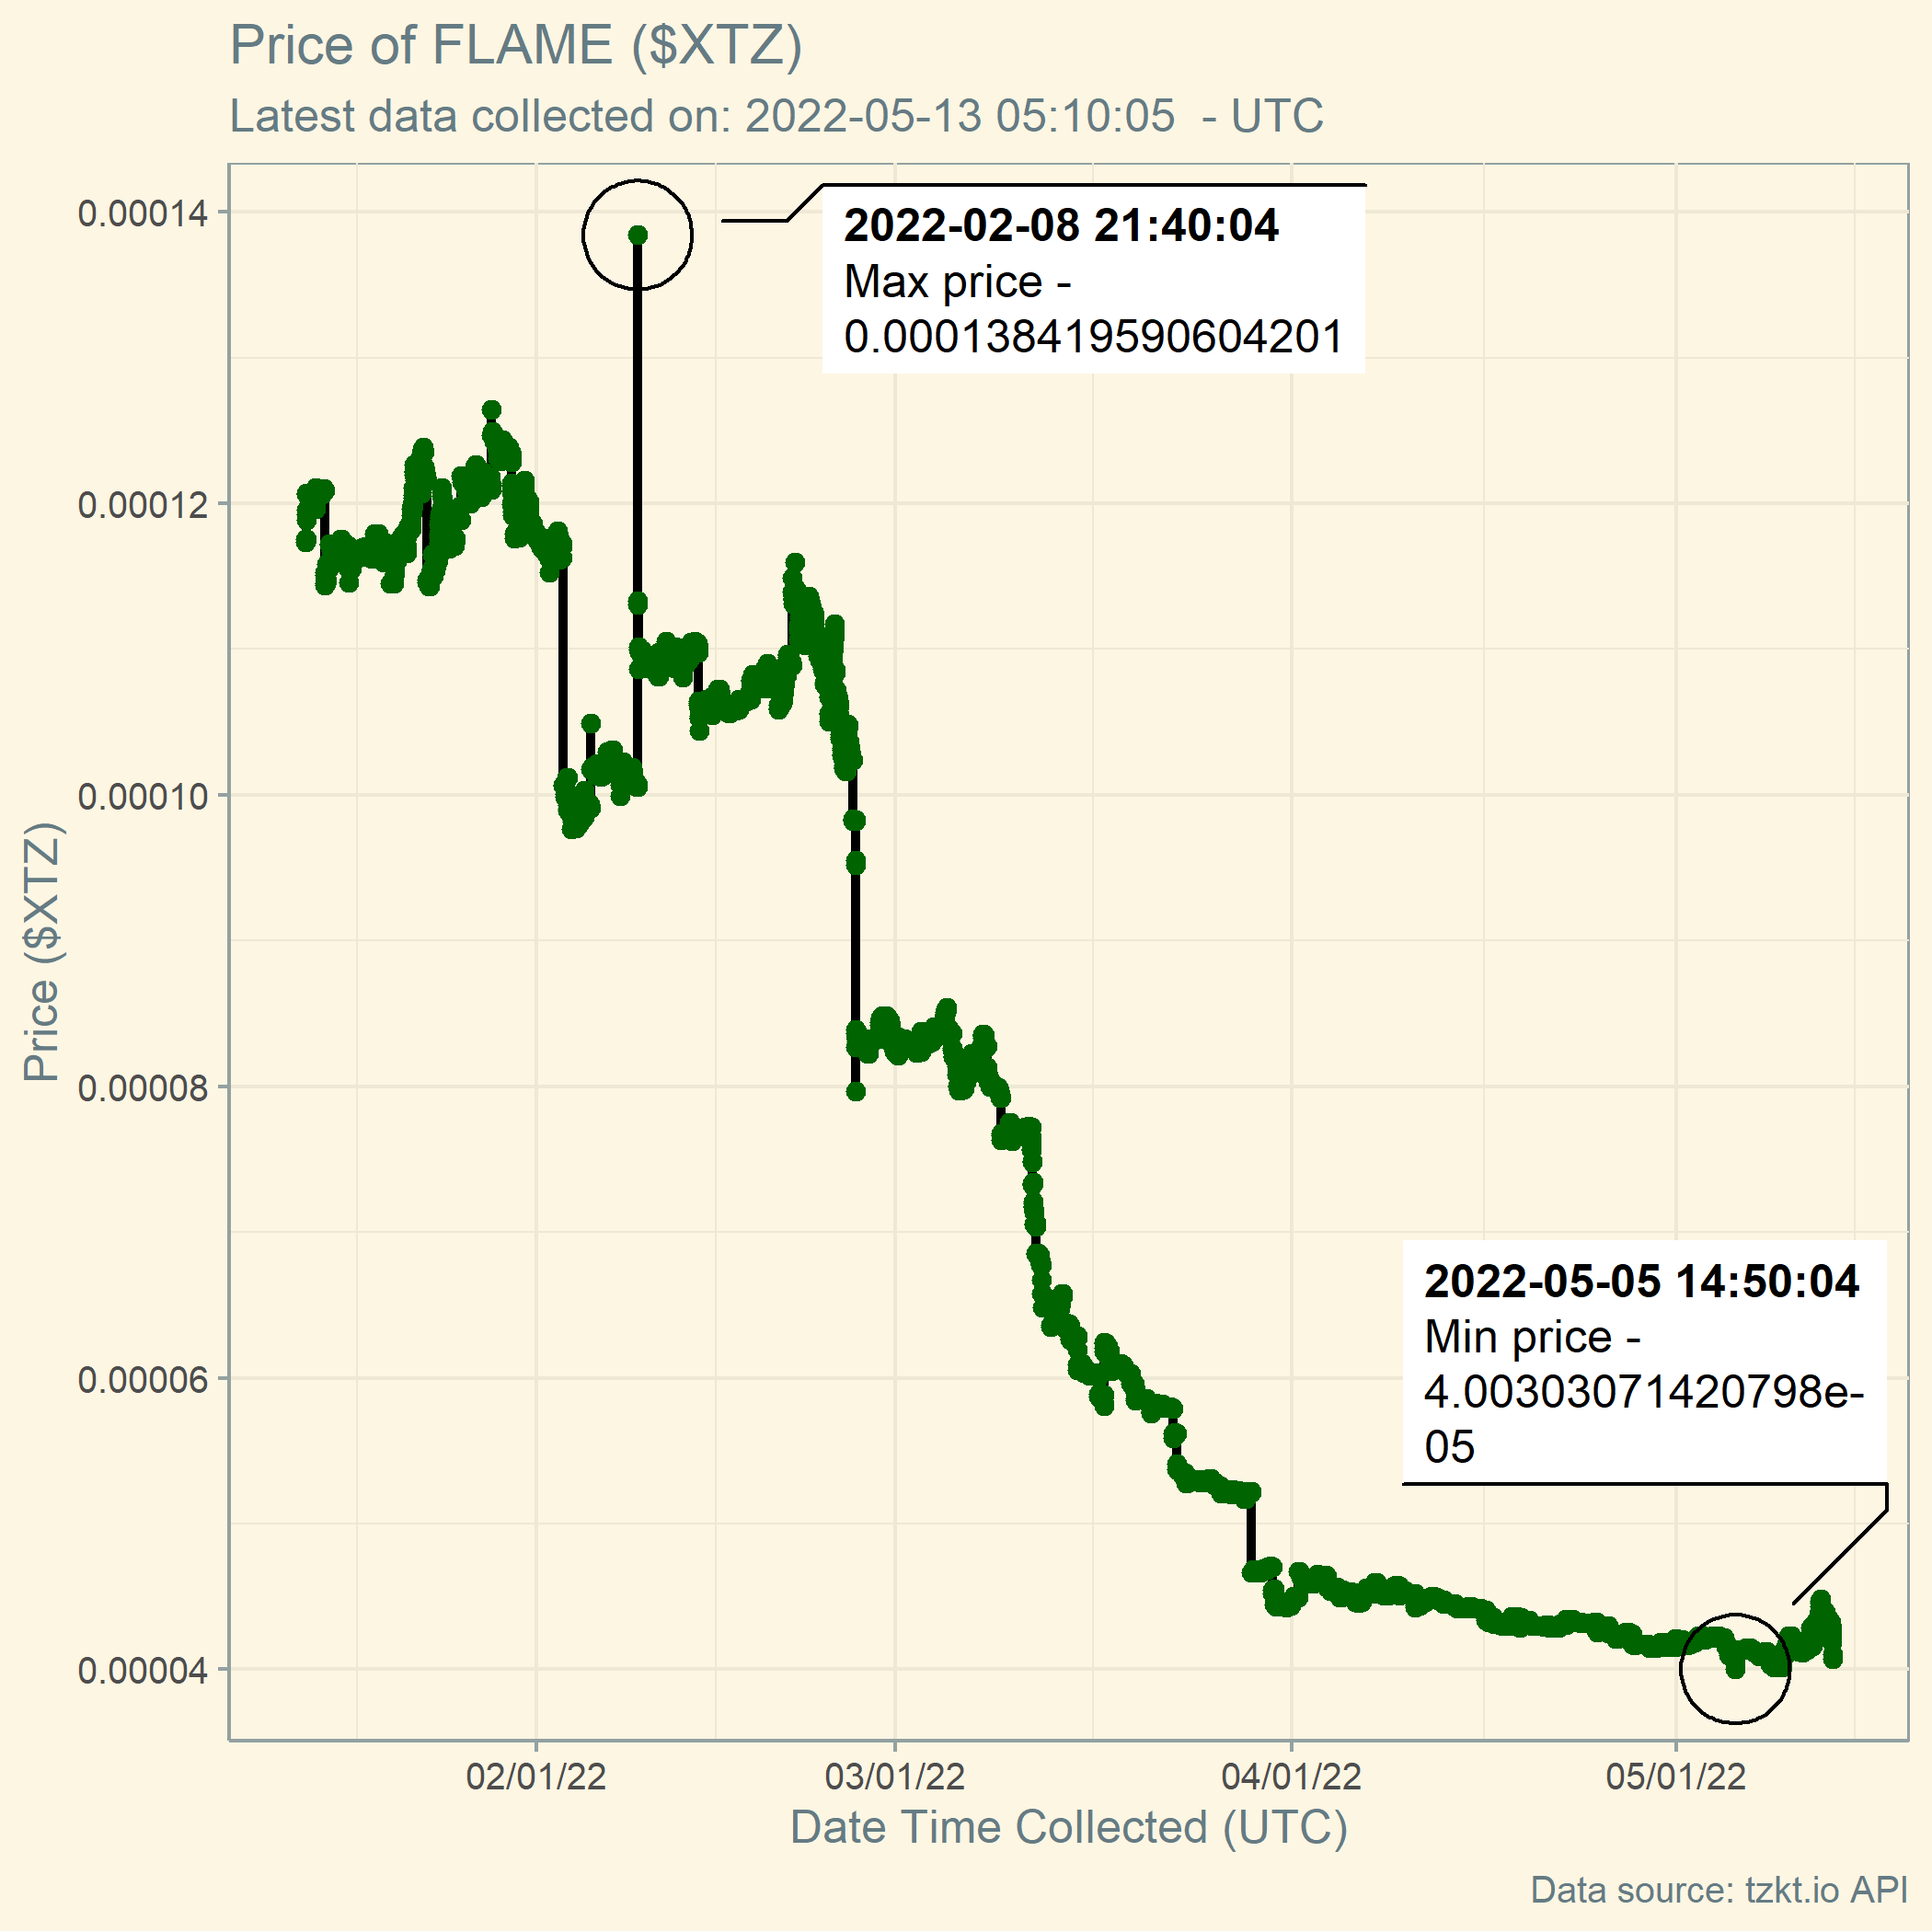 Price of FLAME ($XTZ)
Latest data collected on: 2022-05-13 05:10:05  - UTC
2022-02-08 21:40:04
Max price -
0.000138419590604201
2022-05-05 14:50:04
Min price -
4.00303071420798e-
05
Price ($XTZ)
0.00014
0.00012
0.00010
0.00008
0.00006
0.00004
02/01/22
03/01/22
04/01/22
05/01/22
Date Time Collected (UTC)
Data source: tzkt.io API